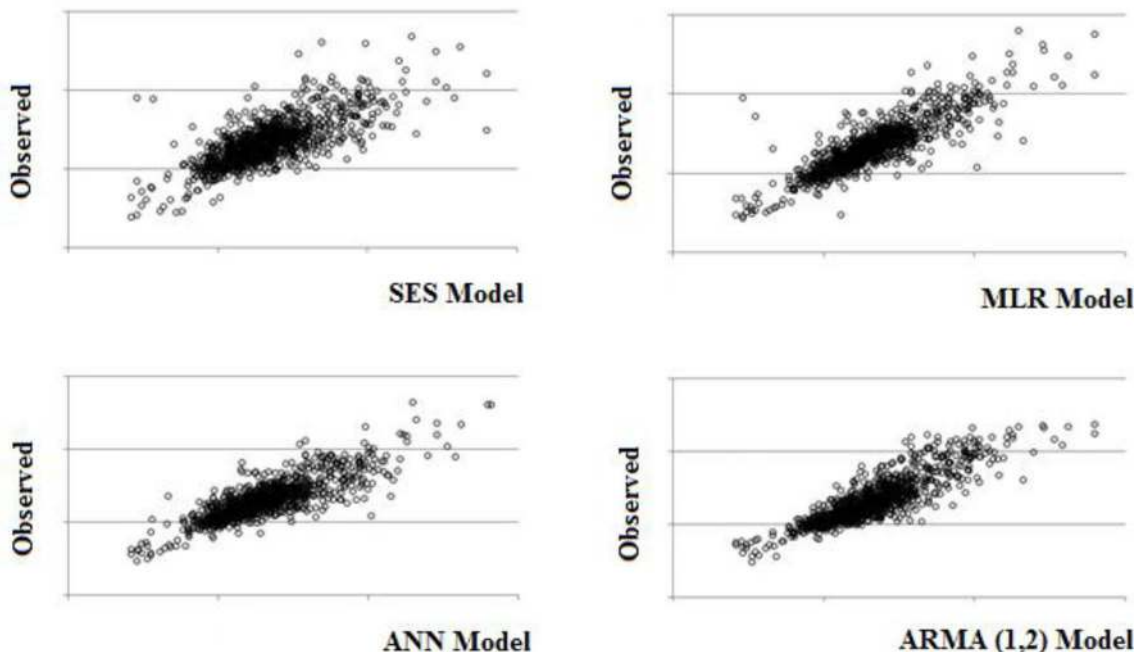 Observed
SES Model
Observed
MLR Model
Observed
ANN Model
Observed
ARMA (1,2) Model